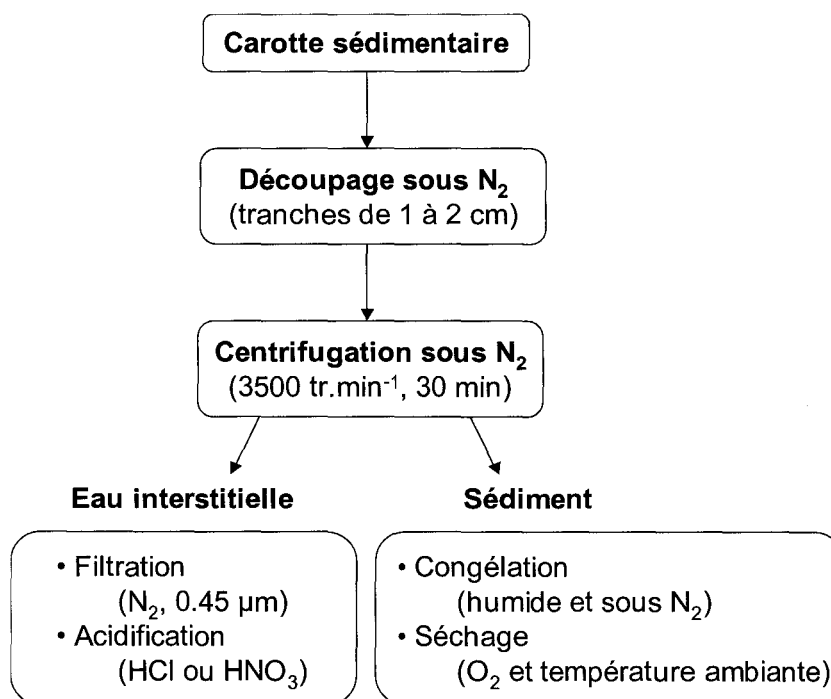 Carotte sédimentaire
Découpage sous N₂
(tranches de 1 à 2 cm)
Centrifugation sous N₂
(3500 tr.min⁻¹, 30 min)
Eau interstitielle
• Filtration
(N₂, 0.45 µm)
• Acidification
(HCl ou HNO₃)
Sédiment
• Congélation
(humide et sous N₂)
• Séchage
(O₂ et température ambiante)